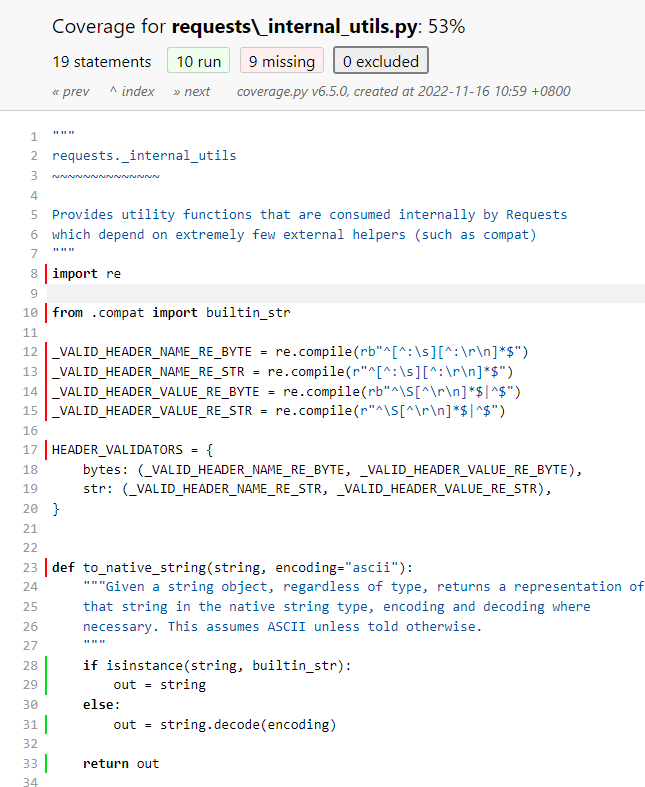 Coverage for requests\_internal_utils.py: 53%
19 statements 10 run 9 missing 0 excluded
« prev ^ index » next coverage.py v6.5.0, created at 2022-11-16 10:59 +0800
1 """
2 requests._internal_utils
3 ~~~~~~~~~~~~~~
4
5 Provides utility functions that are consumed internally by Requests
6 which depend on extremely few external helpers (such as compat)
7 """
8 import re
9
10 from .compat import builtin_str
11
12 _VALID_HEADER_NAME_RE_BYTE = re.compile(rb"^[^:\s][^:\r\n]*$")
13 _VALID_HEADER_NAME_RE_STR = re.compile(r"^[^:\s][^:\r\n]*$")
14 _VALID_HEADER_VALUE_RE_BYTE = re.compile(rb"^\S[^\r\n]*$|^$")
15 _VALID_HEADER_VALUE_RE_STR = re.compile(r"^\S[^\r\n]*$|^$")
16
17 HEADER_VALIDATORS = {
18     bytes: (_VALID_HEADER_NAME_RE_BYTE, _VALID_HEADER_VALUE_RE_BYTE),
19     str: (_VALID_HEADER_NAME_RE_STR, _VALID_HEADER_VALUE_RE_STR),
20 }
21
22
23 def to_native_string(string, encoding="ascii"):
24     """Given a string object, regardless of type, returns a representation of
25     that string in the native string type, encoding and decoding where
26     necessary. This assumes ASCII unless told otherwise.
27     """
28     if isinstance(string, builtin_str):
29         out = string
30     else:
31         out = string.decode(encoding)
32
33     return out
34